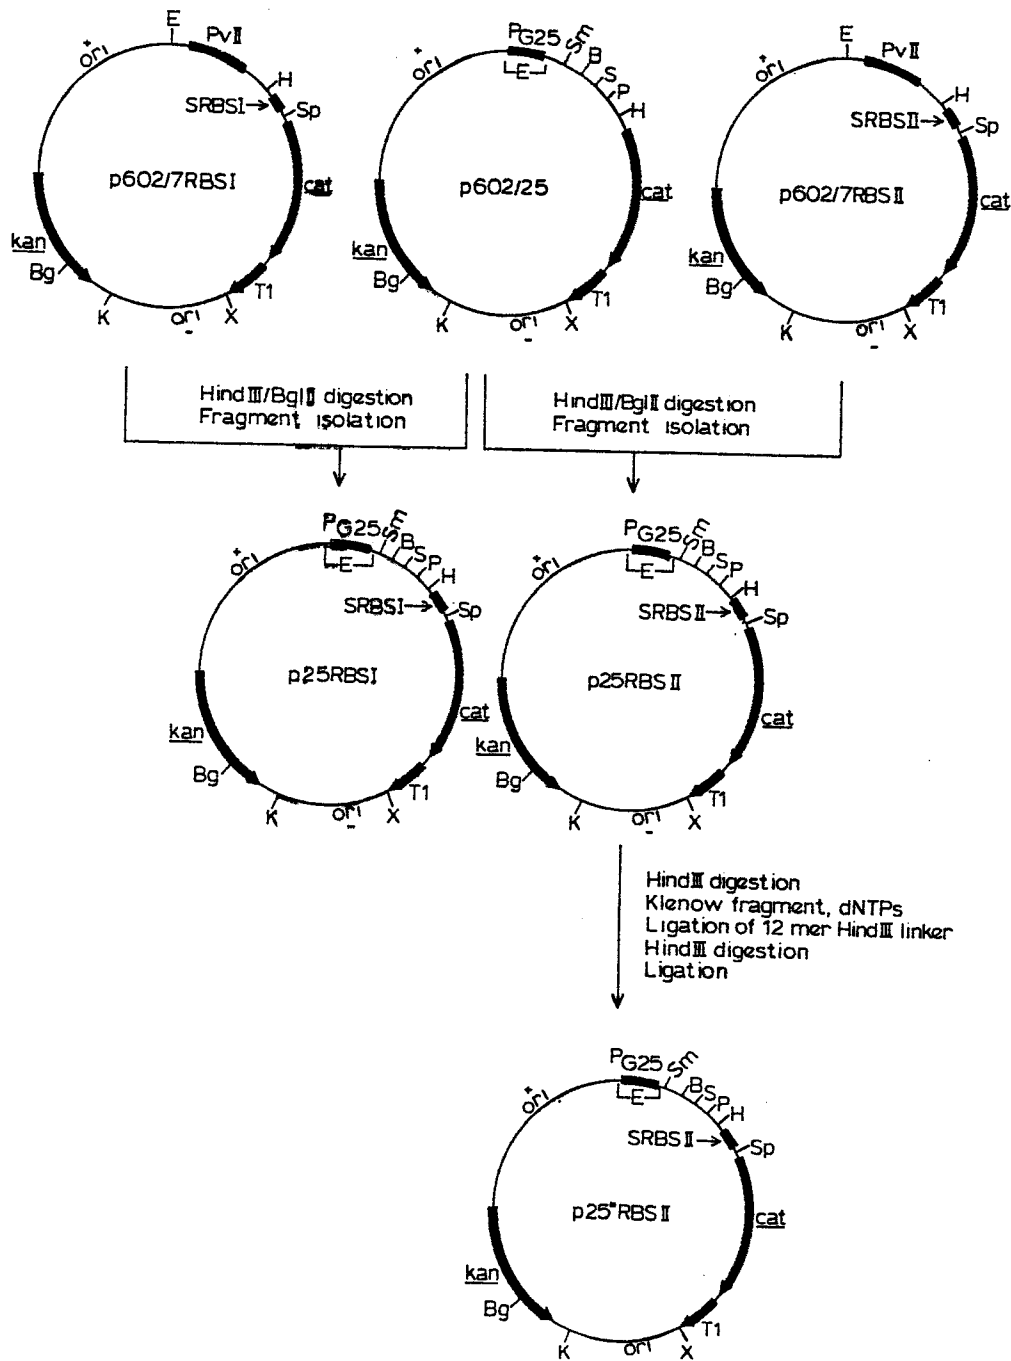 E
PvII
ori
+
H
SRBSI→
Sp
p602/7RBSI
cat
kan
Bg
K
ori
-
X
T1
PG25
E
Sm
B
S
P
H
ori
+
p602/25
cat
kan
Bg
K
ori
-
X
T1
E
PvII
ori
+
H
SRBSII→
Sp
p602/7RBSII
cat
kan
Bg
K
ori
-
X
T1
HindIII/BglII digestion
Fragment isolation
HindIII/BglII digestion
Fragment isolation
PG25
E
Sm
B
S
P
H
ori
+
SRBSI→
Sp
p25RBSI
cat
kan
Bg
K
ori
-
X
T1
PG25
E
Sm
B
S
P
H
ori
+
SRBSII→
Sp
p25RBSII
cat
kan
Bg
K
ori
-
X
T1
HindIII digestion
Klenow fragment, dNTPs
Ligation of 12 mer HindIII linker
HindIII digestion
Ligation
PG25
E
Sm
B
S
P
H
ori
+
SRBSII→
Sp
p25*RBSII
cat
kan
Bg
K
ori
-
X
T1